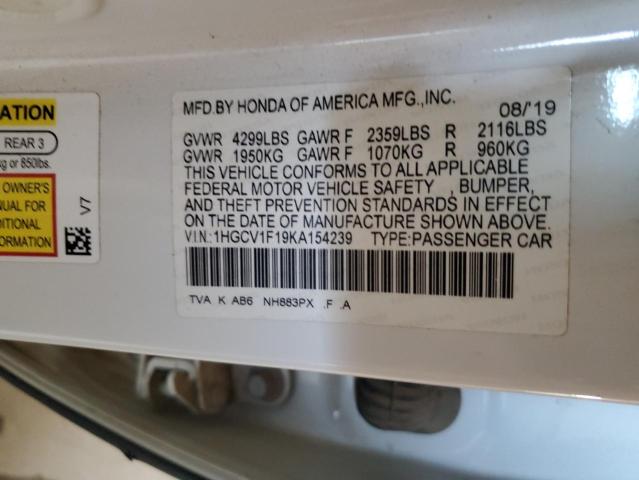 ATION
REAR 3
kg or 850lbs.
OWNER'S
NUAL FOR
DITIONAL
FORMATION
V7
MFD.BY HONDA OF AMERICA MFG.,INC. 08/'19
GVWR 4299LBS GAWR F 2359LBS R 2116LBS
GVWR 1950KG GAWR F 1070KG R 960KG
THIS VEHICLE CONFORMS TO ALL APPLICABLE
FEDERAL MOTOR VEHICLE SAFETY , BUMPER,
AND THEFT PREVENTION STANDARDS IN EFFECT
ON THE DATE OF MANUFACTURE SHOWN ABOVE.
V.I.N.:1HGCV1F19KA154239 TYPE:PASSENGER CAR
TVA K AB6 NH883PX .F .A